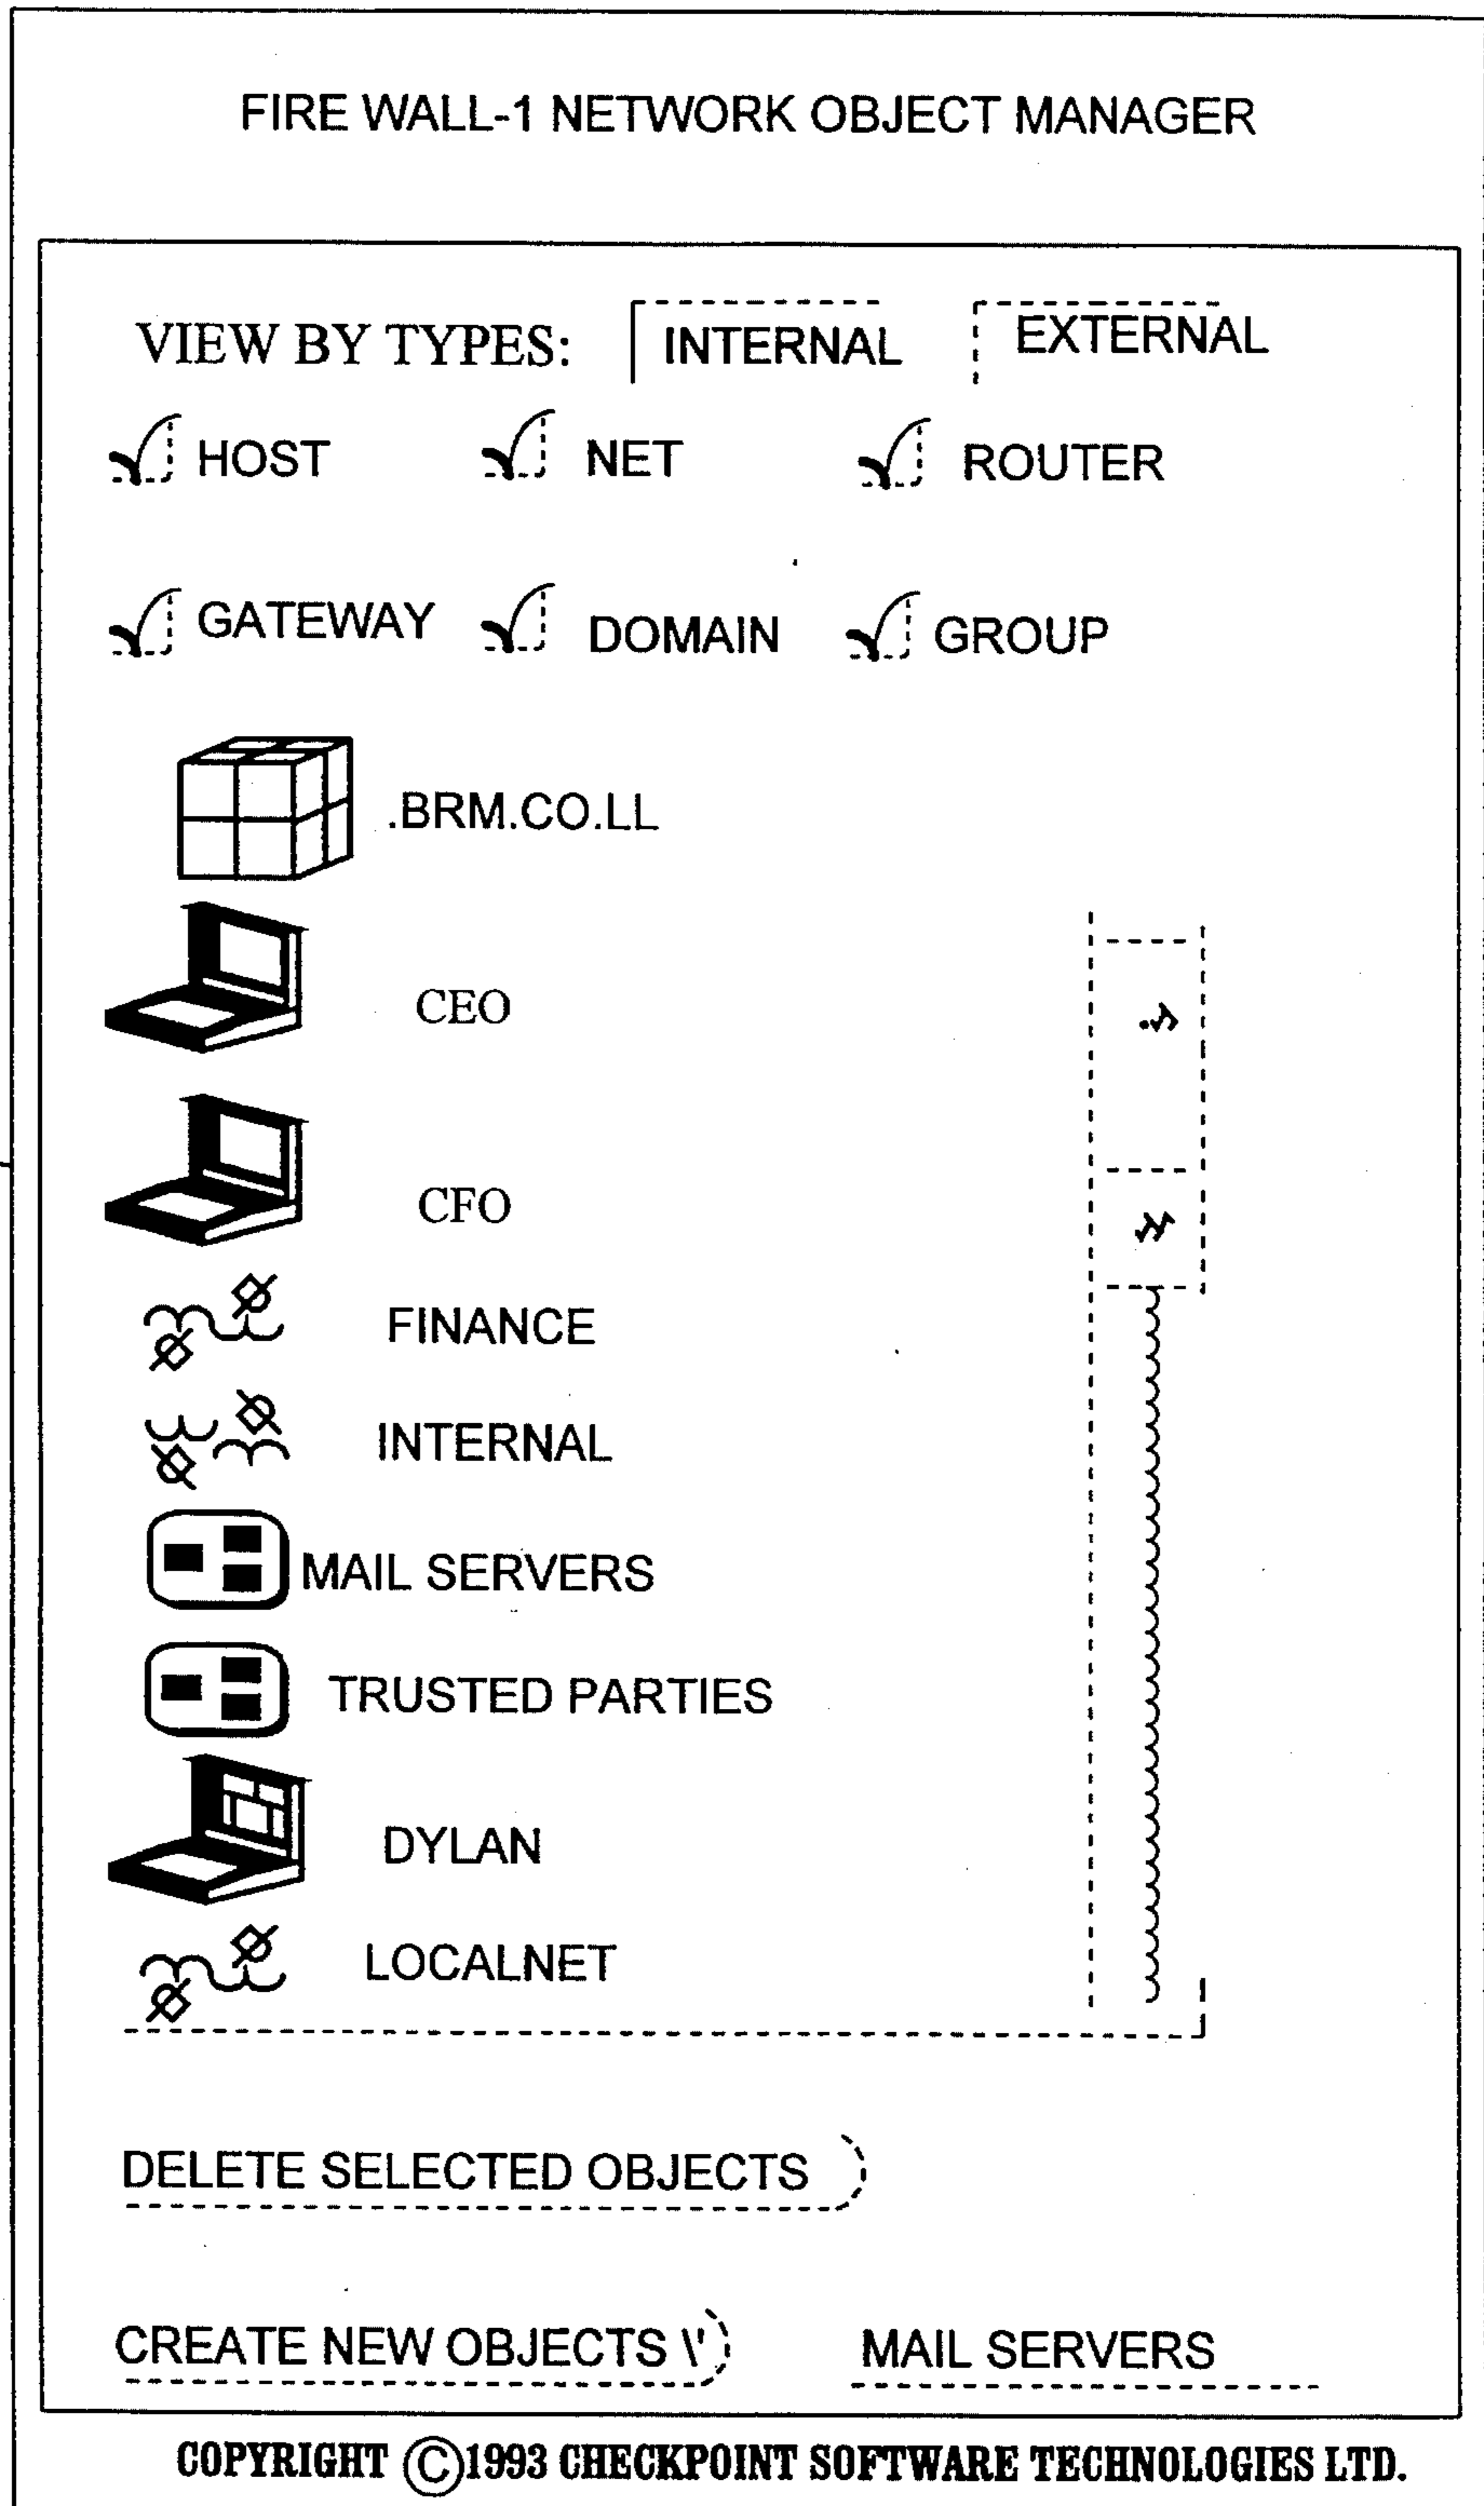 FIRE WALL-1 NETWORK OBJECT MANAGER
VIEW BY TYPES: INTERNAL EXTERNAL
HOST NET ROUTER
GATEWAY DOMAIN GROUP
.BRM.CO.LL
CEO
CFO
FINANCE
INTERNAL
MAIL SERVERS
TRUSTED PARTIES
DYLAN
LOCALNET
DELETE SELECTED OBJECTS
CREATE NEW OBJECTS \' MAIL SERVERS
COPYRIGHT ©1993 CHECKPOINT SOFTWARE TECHNOLOGIES LTD.